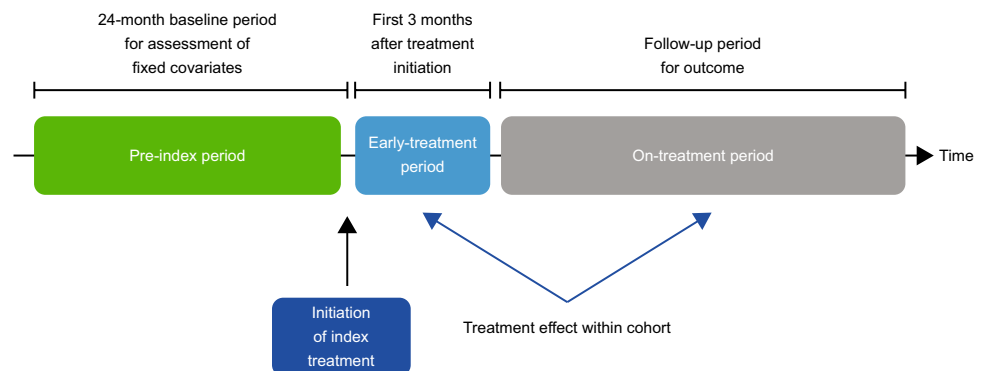 24-month baseline period
for assessment of
fixed covariates
First 3 months
after treatment
initiation
Follow-up period
for outcome
Pre-index period
Early-treatment
period
On-treatment period
Time
Initiation
of index
treatment
Treatment effect within cohort